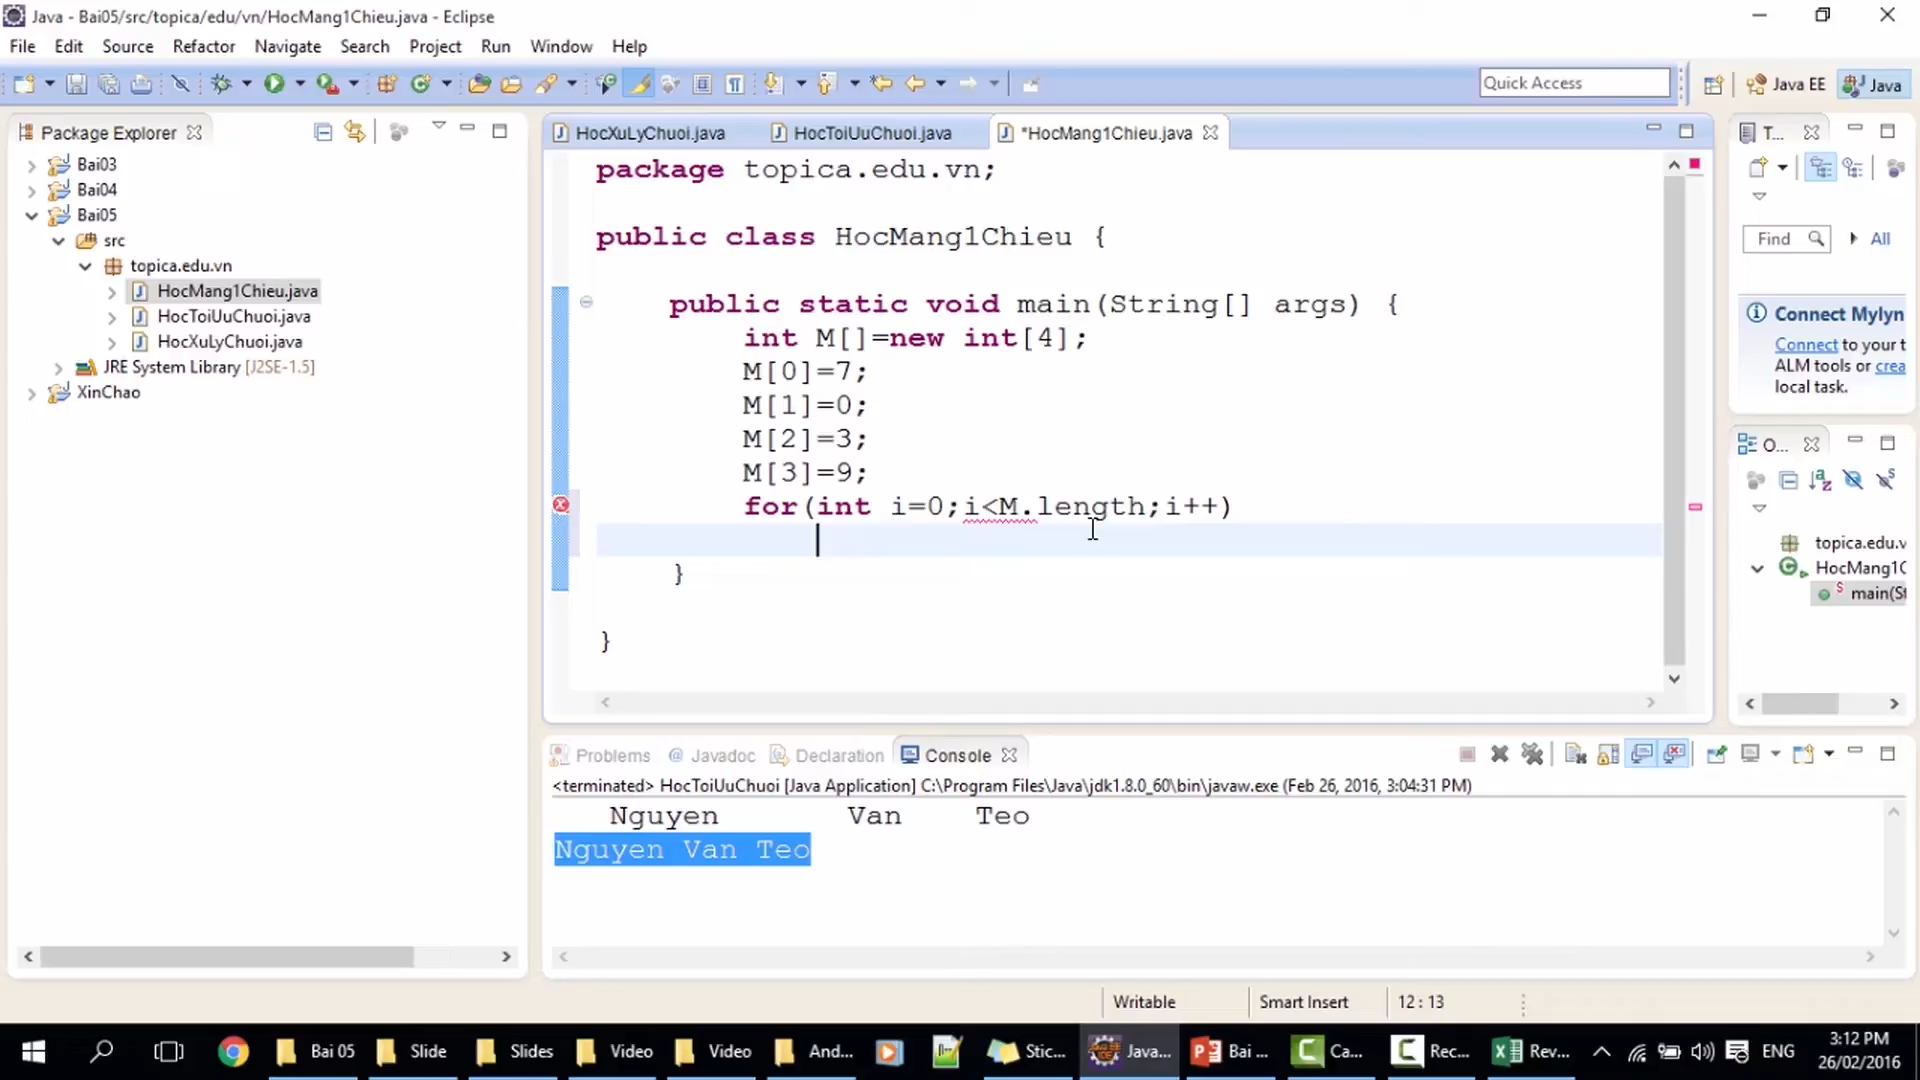 Java - Bai05/src/topica/edu/vn/HocMang1Chieu.java - Eclipse
File Edit Source Refactor Navigate Search Project Run Window Help
Quick Access
Java EE
Java
Package Explorer
Bai03
Bai04
Bai05
src
topica.edu.vn
HocMang1Chieu.java
HocToiUuChuoi.java
HocXuLyChuoi.java
JRE System Library [J2SE-1.5]
XinChao
HocXuLyChuoi.java HocToiUuChuoi.java *HocMang1Chieu.java
package topica.edu.vn;
public class HocMang1Chieu {
public static void main(String[] args) {
int M[]=new int[4];
M[0]=7;
M[1]=0;
M[2]=3;
M[3]=9;
for(int i=0;i<M.length;i++)
}
}
T...
Find
All
Connect Mylyn
Connect to your t
ALM tools or crea
local task.
O...
topica.edu.v
HocMang1C
main(St
Problems @ Javadoc Declaration Console
<terminated> HocToiUuChuoi [Java Application] C:\Program Files\Java\jdk1.8.0_60\bin\javaw.exe (Feb 26, 2016, 3:04:31 PM)
Nguyen Van Teo
Nguyen Van Teo
Writable
Smart Insert
12 : 13
Bai 05 Slide Slides Video Video And... Stic... Java... Bai ... Ca... Rec... Rev...
ENG
3:12 PM
26/02/2016